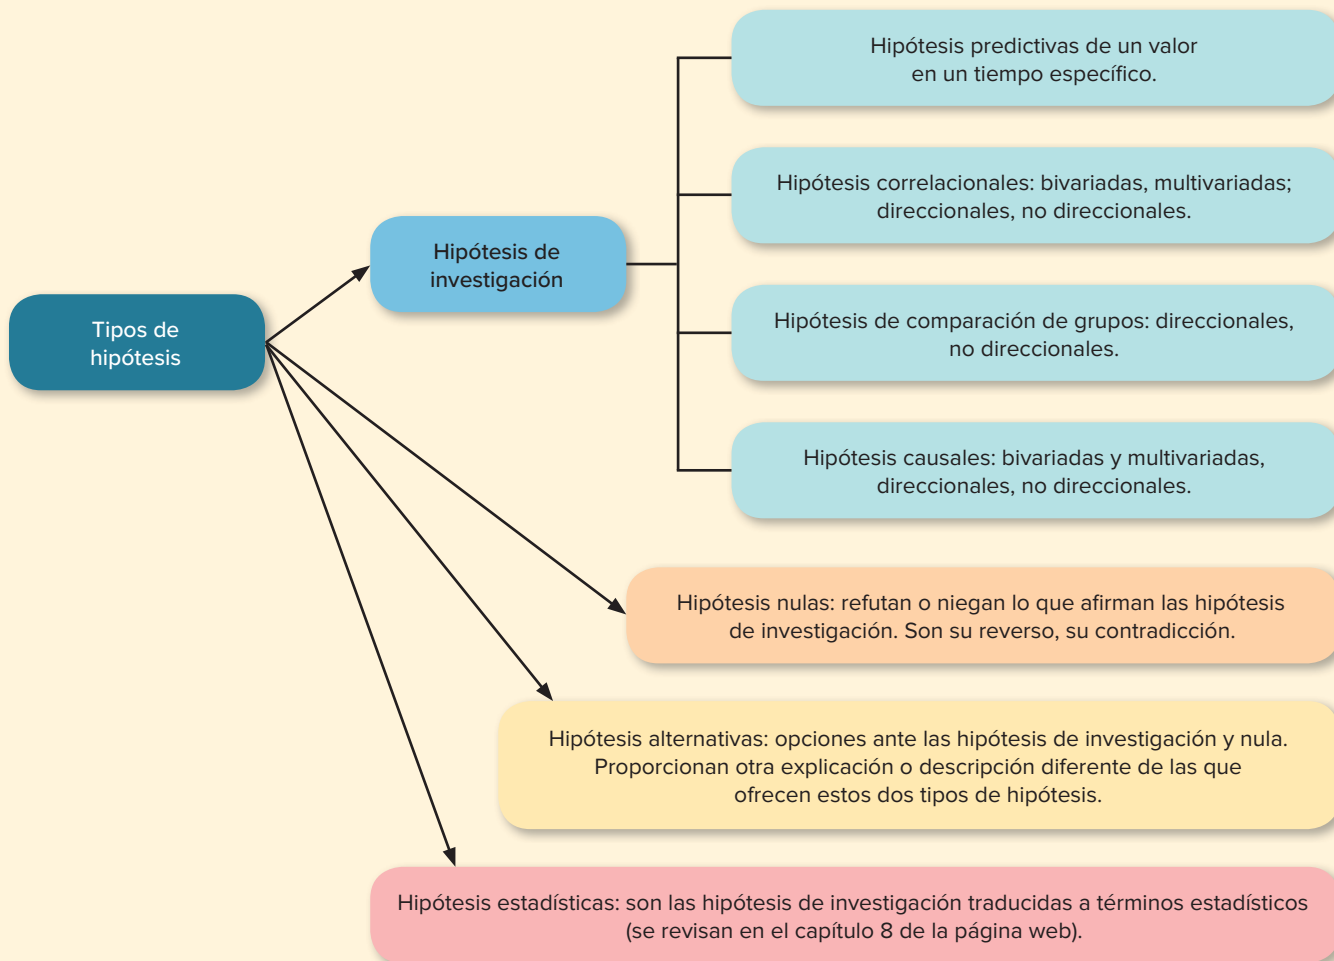 Hipótesis predictivas de un valor
en un tiempo específico.
Hipótesis correlacionales: bivariadas, multivariadas;
direccionales, no direccionales.
Hipótesis de
investigación
Tipos de
hipótesis
Hipótesis de comparación de grupos: direccionales,
no direccionales.
Hipótesis causales: bivariadas y multivariadas,
direccionales, no direccionales.
Hipótesis nulas: refutan o niegan lo que afirman las hipótesis
de investigación. Son su reverso, su contradicción.
Hipótesis alternativas: opciones ante las hipótesis de investigación y nula.
Proporcionan otra explicación o descripción diferente de las que
ofrecen estos dos tipos de hipótesis.
Hipótesis estadísticas: son las hipótesis de investigación traducidas a términos estadísticos
(se revisan en el capítulo 8 de la página web).